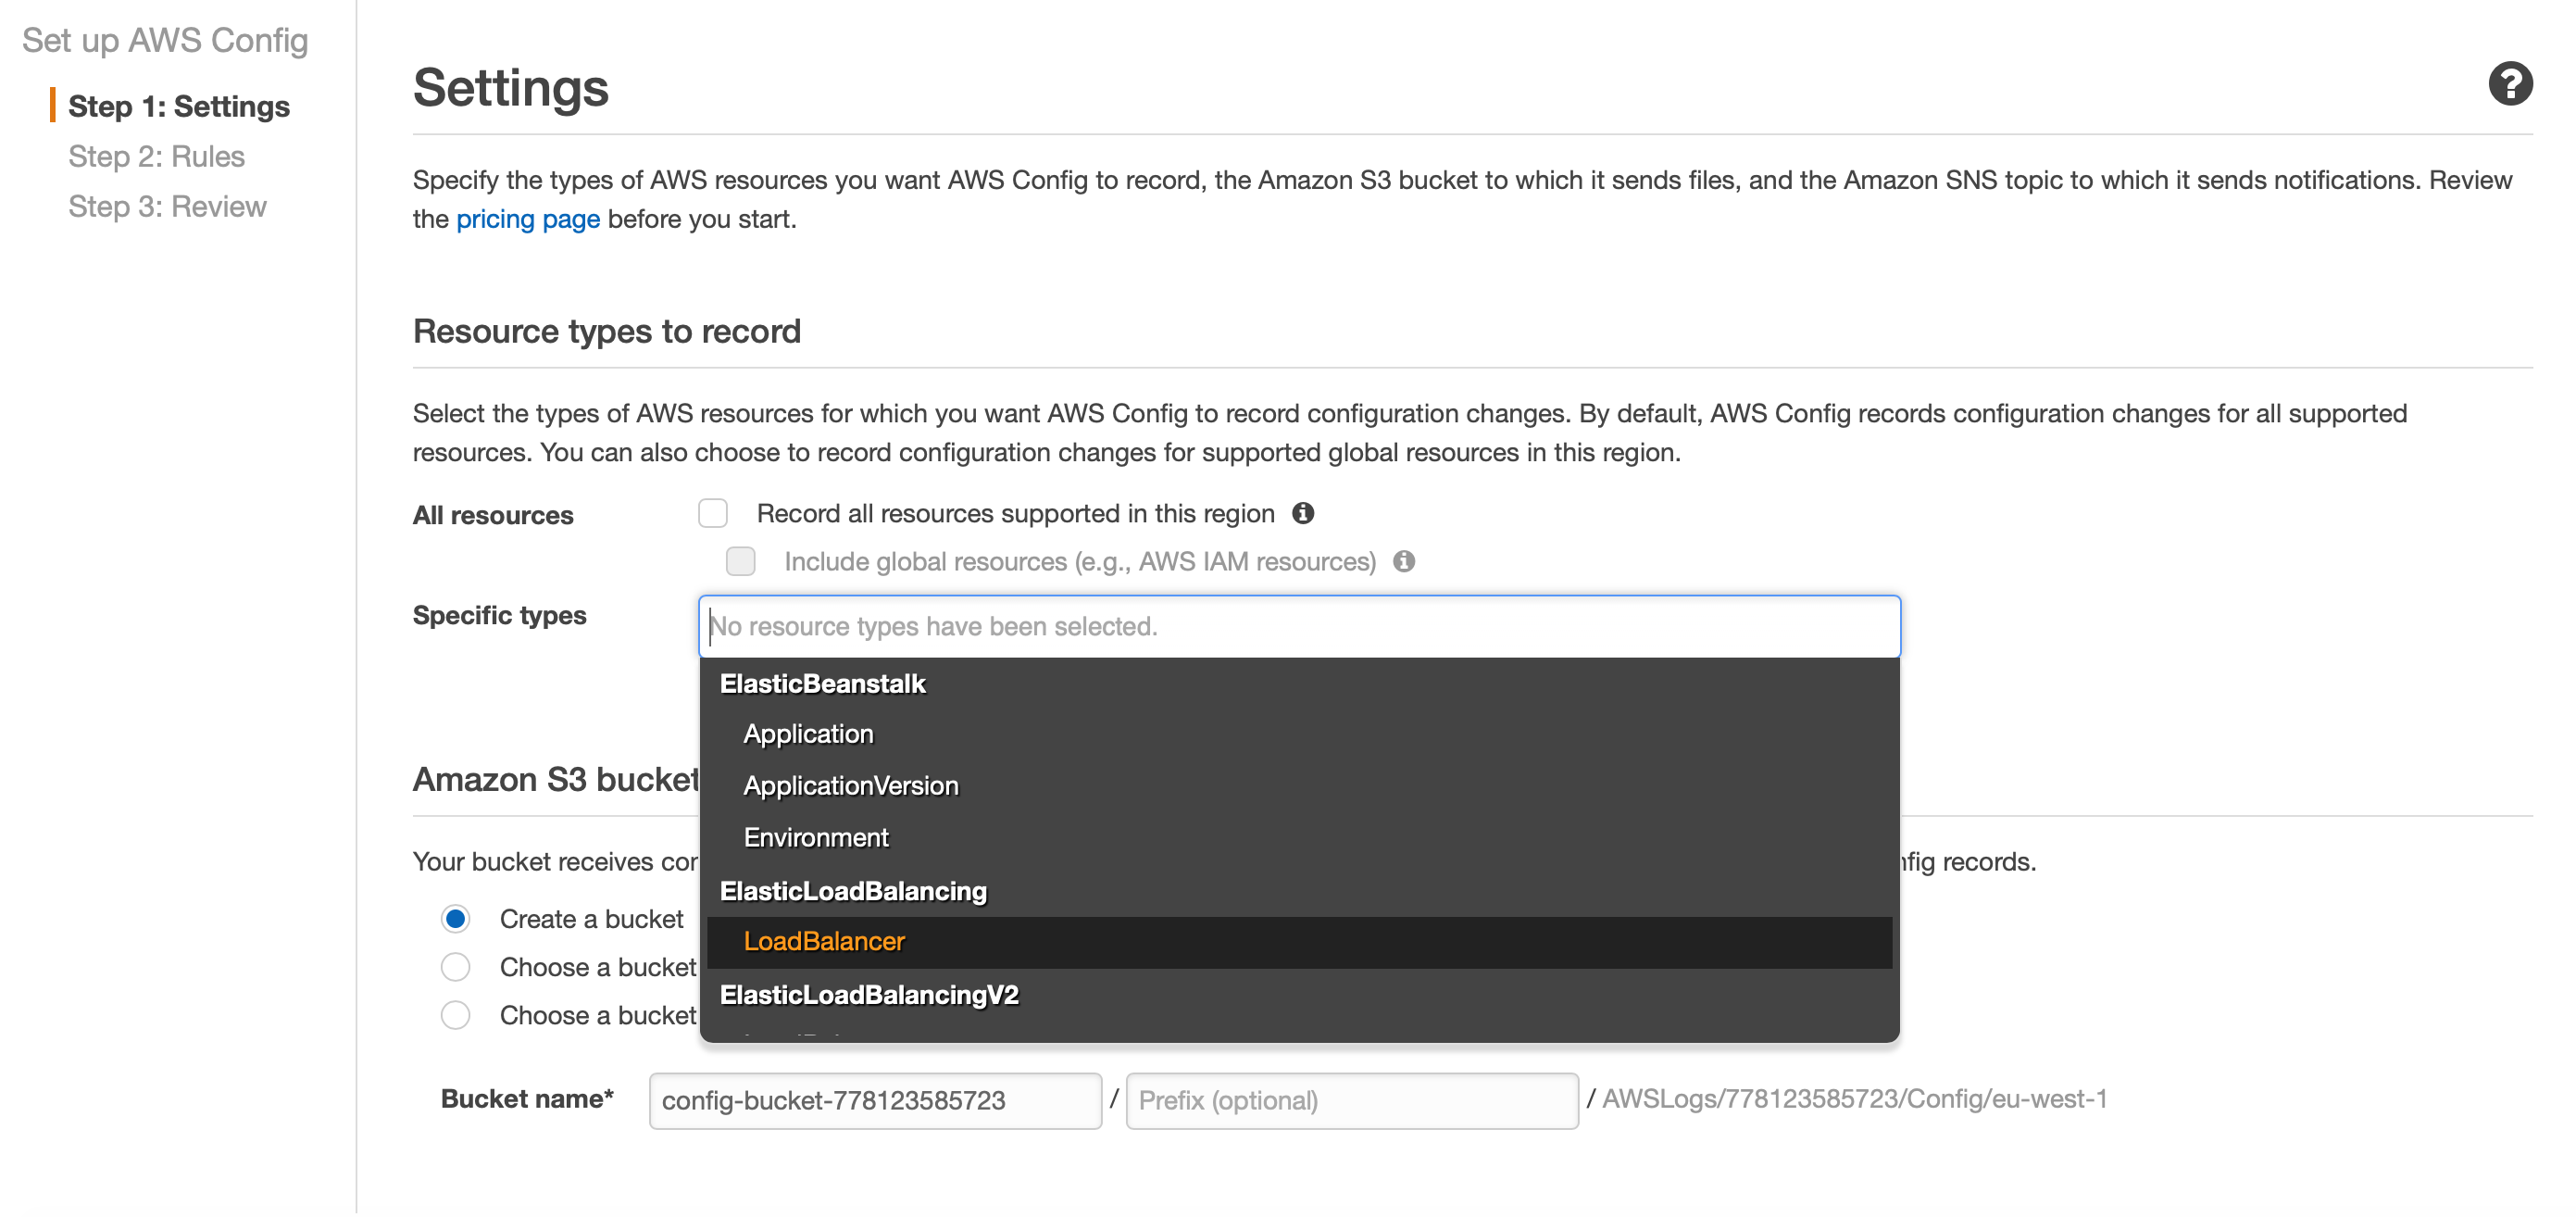 Set up AWS Config
Step 1: Settings
Step 2: Rules
Step 3: Review
Settings
Specify the types of AWS resources you want AWS Config to record, the Amazon S3 bucket to which it sends files, and the Amazon SNS topic to which it sends notifications. Review
the pricing page before you start.
Resource types to record
Select the types of AWS resources for which you want AWS Config to record configuration changes. By default, AWS Config records configuration changes for all supported
resources. You can also choose to record configuration changes for supported global resources in this region.
All resources
Record all resources supported in this region
Include global resources (e.g., AWS IAM resources)
Specific types
No resource types have been selected.
ElasticBeanstalk
Application
ApplicationVersion
Environment
ElasticLoadBalancing
LoadBalancer
ElasticLoadBalancingV2
Amazon S3 bucket
Your bucket receives
records.
Create a bucket
Choose a bucket
Choose a bucket
Bucket name*
config-bucket-778123585723 / Prefix (optional) / AWSLogs/778123585723/Config/eu-west-1